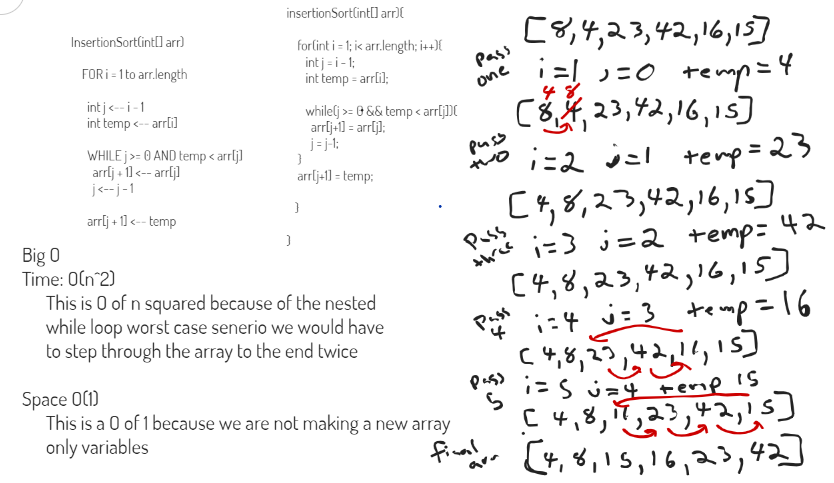 InsertionSort(int[] arr)
FOR i = 1 to arr.length
int j <-- i - 1
int temp <-- arr[i]
WHILE j >= 0 AND temp < arr[j]
arr[j + 1] <-- arr[j]
j <-- j - 1
arr[j + 1] <-- temp
insertionSort(int[] arr){
for(int i = 1; i< arr.length; i++){
int j = i - 1;
int temp = arr[i];
while(j >= 0 && temp < arr[j]){
arr[j+1] = arr[j];
j = j-1;
}
arr[j+1] = temp;
}
}
Big O
Time: O(n^2)
This is O of n squared because of the nested
while loop worst case senerio we would have
to step through the array to the end twice
Space O(1)
This is a O of 1 because we are not making a new array
only variables
[8,4,23,42,16,15]
pass one i=1 j=0 temp=4
4 8
[8,4,23,42,16,15]
pass two i=2 j=1 temp=23
[4,8,23,42,16,15]
Pass three i=3 j=2 temp=42
[4,8,23,42,16,15]
Pass 4 i=4 j=3 temp=16
[4,8,23,42,16,15]
Pass 5 i=5 j=4 temp 15
[4,8,16,23,42,15]
final arr [4,8,15,16,23,42]